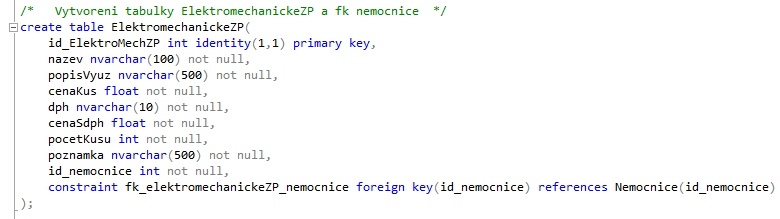 /*   Vytvoreni tabulky ElektromechanickeZP a fk nemocnice  */
create table ElektromechanickeZP(
    id_ElektroMechZP int identity(1,1) primary key,
    nazev nvarchar(100) not null,
    popisVyuz nvarchar(500) not null,
    cenaKus float not null,
    dph nvarchar(10) not null,
    cenaSdph float not null,
    pocetKusu int not null,
    poznamka nvarchar(500) not null,
    id_nemocnice int not null,
    constraint fk_elektromechanickeZP_nemocnice foreign key(id_nemocnice) references Nemocnice(id_nemocnice)
);